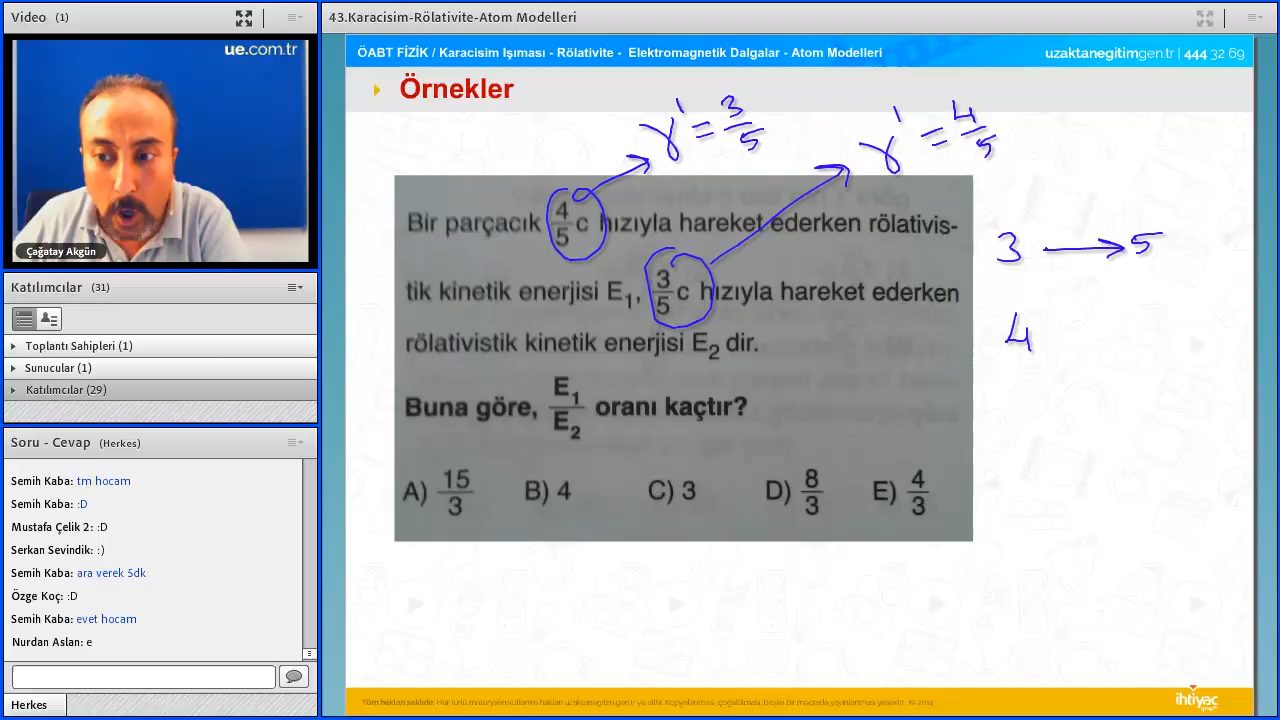 Video (1)
ue.com.tr
Çağatay Akgün
Katılımcılar (31)
Toplantı Sahipleri (1)
Sunucular (1)
Katılımcılar (29)
Soru - Cevap (Herkes)
Semih Kaba: tm hocam
Semih Kaba: :D
Mustafa Çelik 2: :D
Serkan Sevindik: :)
Semih Kaba: ara verek 5dk
Özge Koç: :D
Semih Kaba: evet hocam
Nurdan Aslan: e
Herkes
43.Karacisim-Rölativite-Atom Modelleri
ÖABT FİZİK / Karacisim Işıması - Rölativite - Elektromagnetik Dalgalar - Atom Modelleri
uzaktanegitimgen.tr | 444 32 69
Örnekler
γ' = 3/5
γ' = 4/5
Bir parçacık 4/5 c hızıyla hareket ederken rölativis-
tik kinetik enerjisi E₁, 3/5 c hızıyla hareket ederken
rölativistik kinetik enerjisi E₂ dir.
Buna göre, E₁/E₂ oranı kaçtır?
A) 15/3 B) 4 C) 3 D) 8/3 E) 4/3
3 → 5
4
Tüm hakları saklıdır.
ihtiyaç